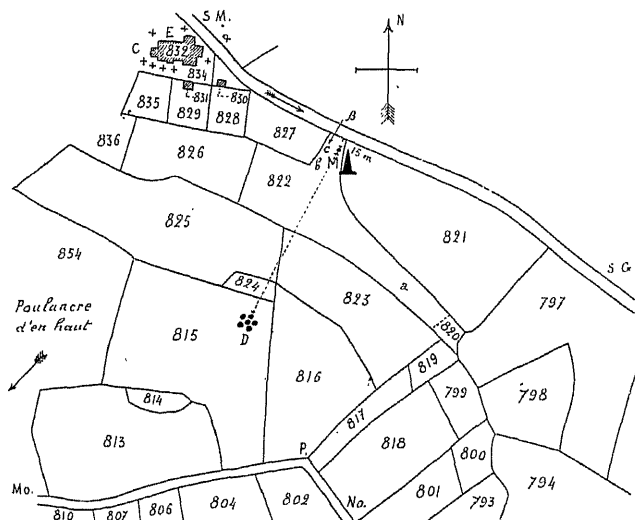 S M.
N
E
C
832
834
831
830
835
829
828
827
β
15 m
c
b
M
836
826
822
825
821
S G
854
824
823
a
797
Poulancre
d'en haut
815
D
820
816
819
798
814
817
799
813
818
800
P.
794
Mo.
No.
801
793
810
807
806
804
802